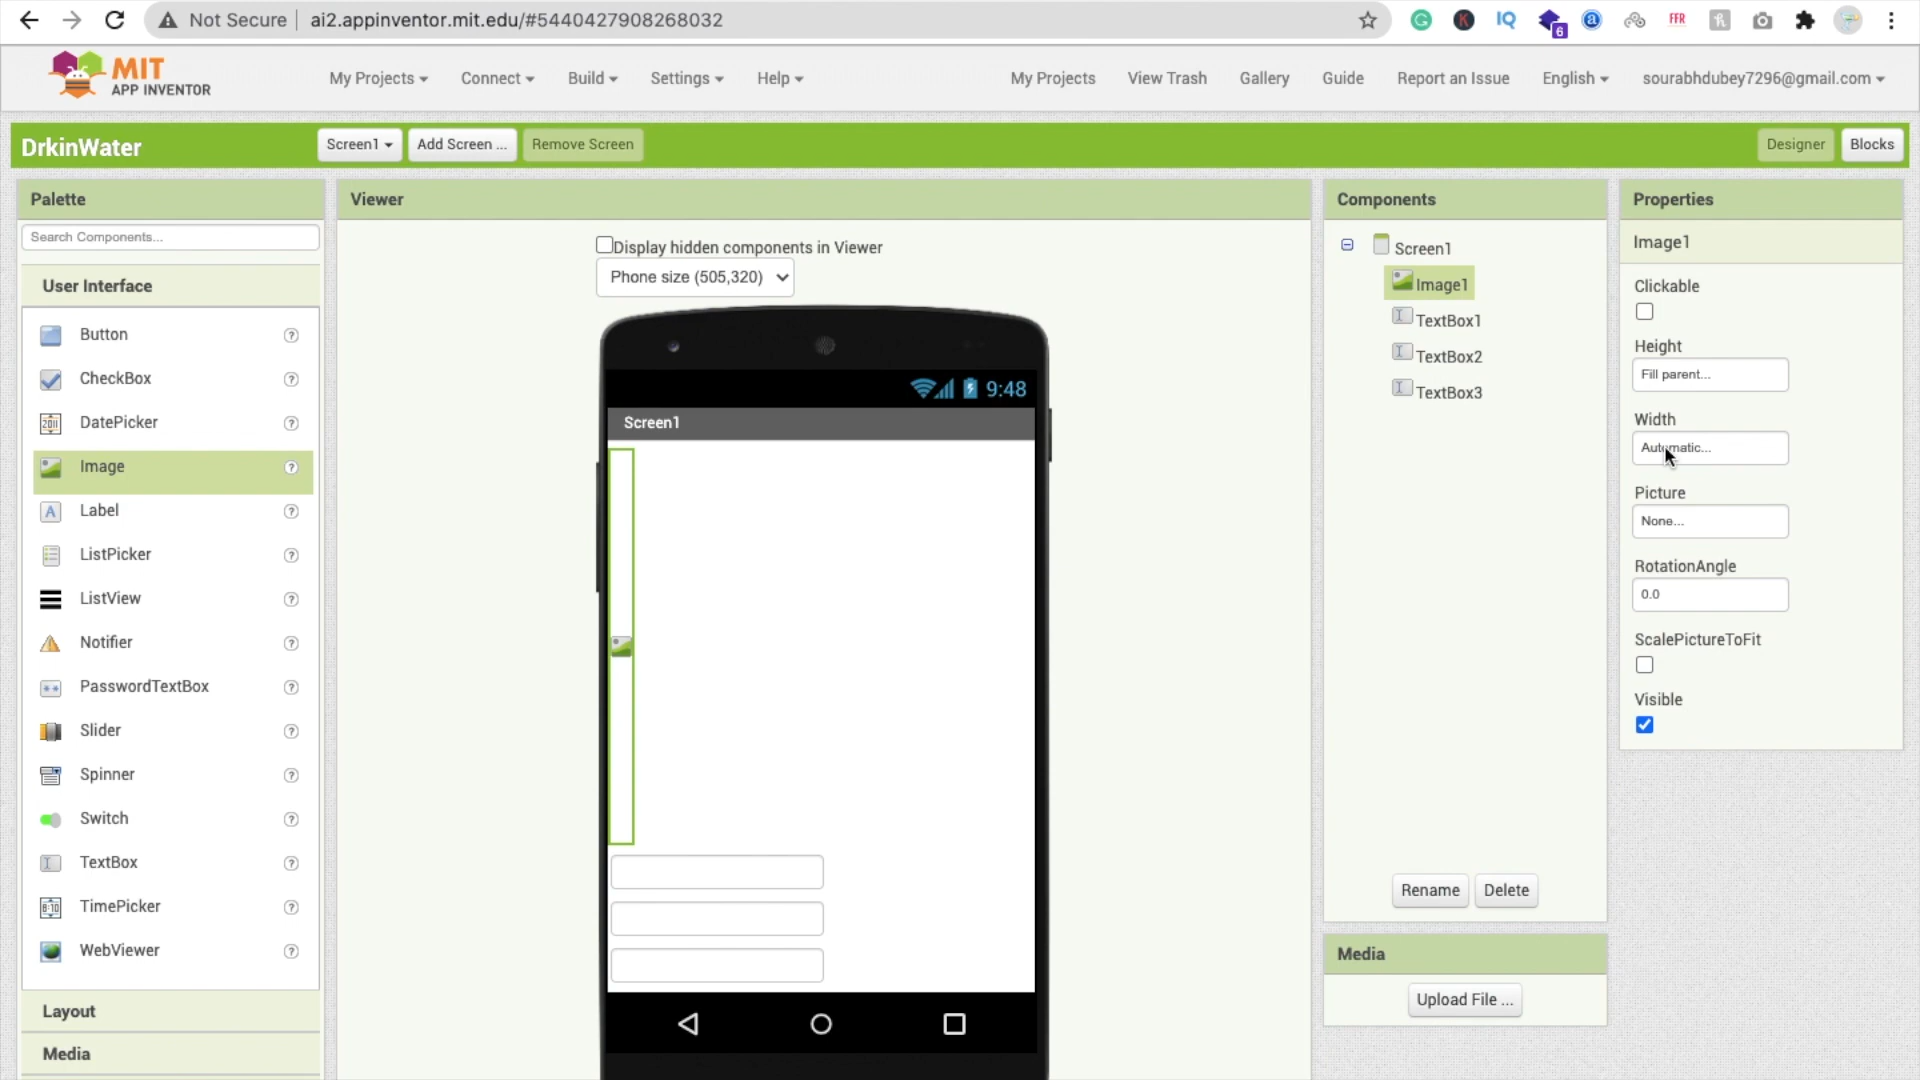 Not Secure
ai2.appinventor.mit.edu/#5440427908268032
K
IQ
6
a
FFR
MIT
APP INVENTOR
My Projects
Connect
Build
Settings
Help
My Projects
View Trash
Gallery
Guide
Report an Issue
English
sourabhdubey7296@gmail.com
DrkinWater
Screen1
Add Screen ...
Remove Screen
Designer
Blocks
Palette
Search Components...
User Interface
Button
CheckBox
DatePicker
Image
Label
ListPicker
ListView
Notifier
PasswordTextBox
Slider
Spinner
Switch
TextBox
TimePicker
WebViewer
Layout
Media
Viewer
Display hidden components in Viewer
Phone size (505,320)
9:48
Screen1
Components
Screen1
Image1
TextBox1
TextBox2
TextBox3
Rename
Delete
Media
Upload File ...
Properties
Image1
Clickable
Height
Fill parent...
Width
Automatic...
Picture
None...
RotationAngle
0.0
ScalePictureToFit
Visible